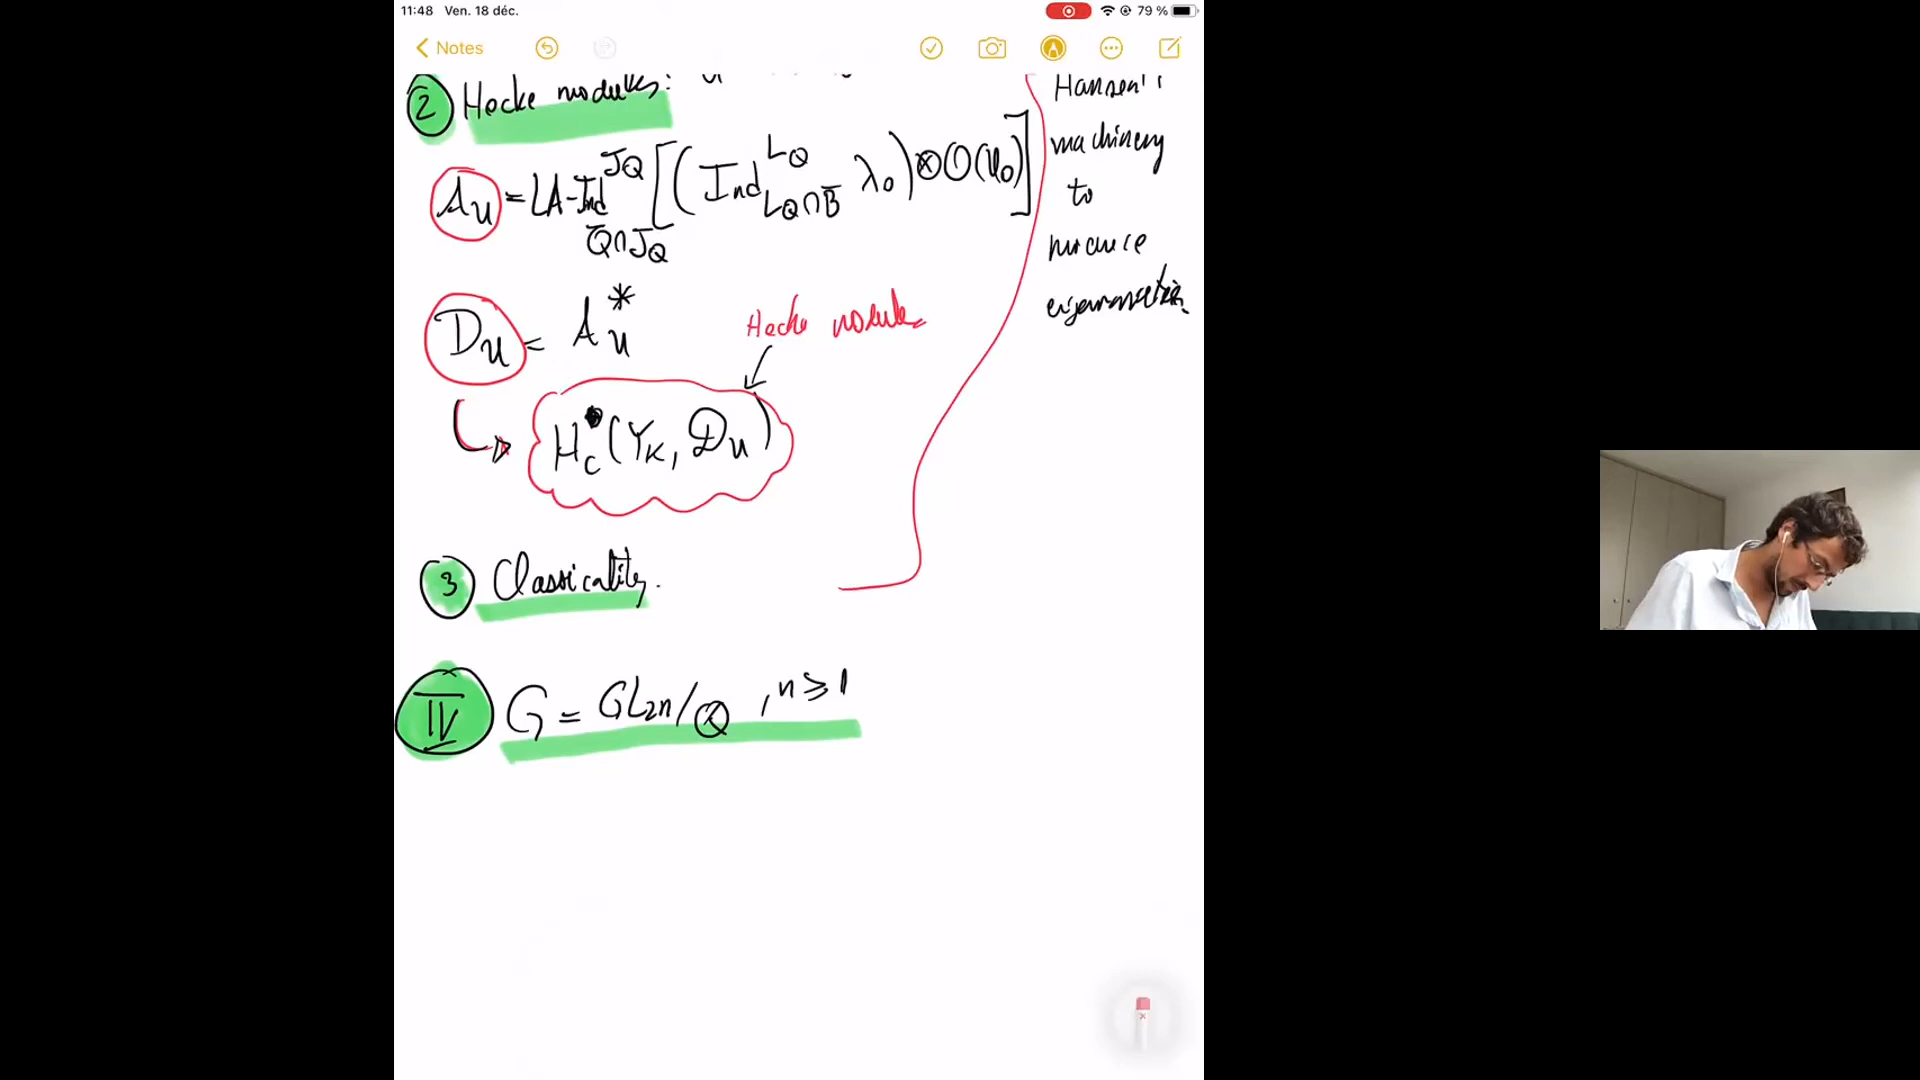 11:48 Ven. 18 déc.
79 %
Notes
② Hecke modules:
A_u = LA-Ind^{J_Q}_{Q̄∩J_Q} [(Ind^{L_Q}_{L_Q∩B̄} λ_0) ⊗ O(U_0)]
D_u = A_u^*
Hecke module
H_c^•(Y_K, D_u)
③ Classicality.
Ⅳ G = GL_{2n}/ℚ , n ≥ 1
Hansen's
machinery
to
produce
eigenvarieties